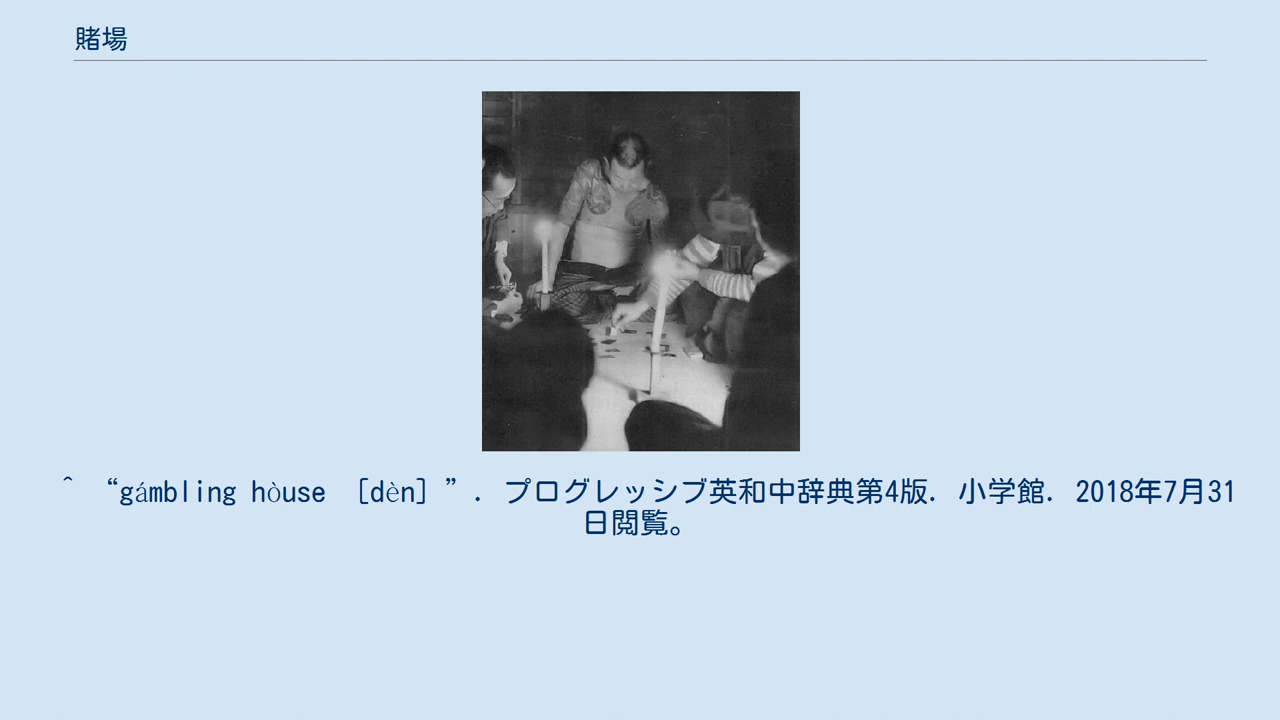 賭場
^ “gámbling hòuse ［dèn］”. プログレッシブ英和中辞典第4版. 小学館. 2018年7月31
日閲覧。